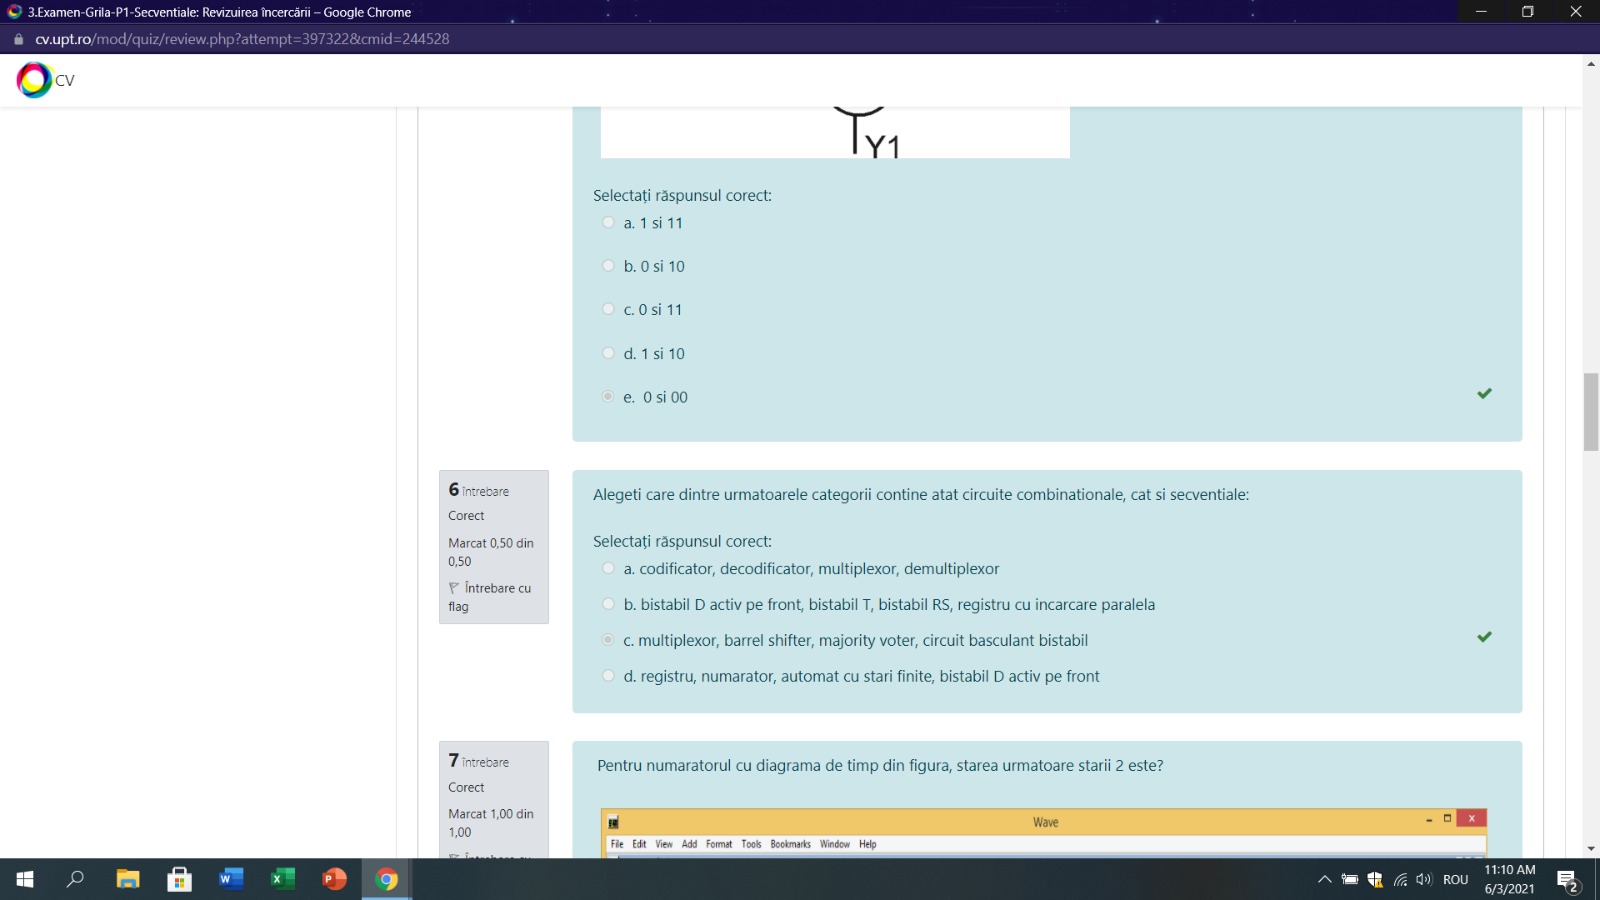 3.Examen-Grila-P1-Secventiale: Revizuirea încercării – Google Chrome
cv.upt.ro/mod/quiz/review.php?attempt=397322&cmid=244528
CV
Y1
Selectați răspunsul corect:
a. 1 si 11
b. 0 si 10
c. 0 si 11
d. 1 si 10
e. 0 si 00
6 Întrebare
Corect
Marcat 0,50 din
0,50
Întrebare cu
flag
Alegeti care dintre urmatoarele categorii contine atat circuite combinationale, cat si secventiale:
Selectați răspunsul corect:
a. codificator, decodificator, multiplexor, demultiplexor
b. bistabil D activ pe front, bistabil T, bistabil RS, registru cu incarcare paralela
c. multiplexor, barrel shifter, majority voter, circuit basculant bistabil
d. registru, numarator, automat cu stari finite, bistabil D activ pe front
7 Întrebare
Corect
Marcat 1,00 din
1,00
Pentru numaratorul cu diagrama de timp din figura, starea urmatoare starii 2 este?
Wave
File Edit View Add Format Tools Bookmarks Window Help
ROU
11:10 AM
6/3/2021
2